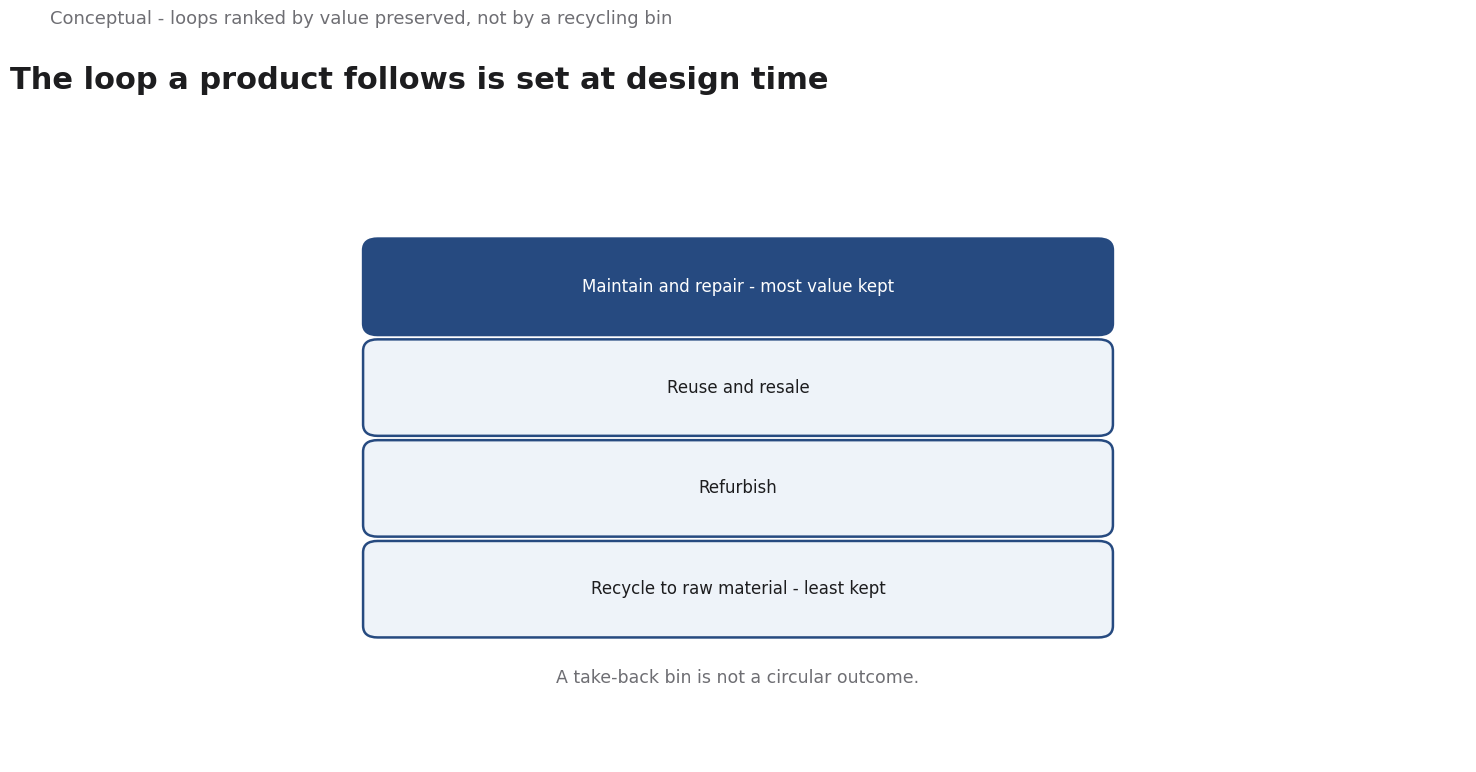 Conceptual - loops ranked by value preserved, not by a recycling bin
The loop a product follows is set at design time
Maintain and repair - most value kept
Reuse and resale
Refurbish
Recycle to raw material - least kept
A take-back bin is not a circular outcome.